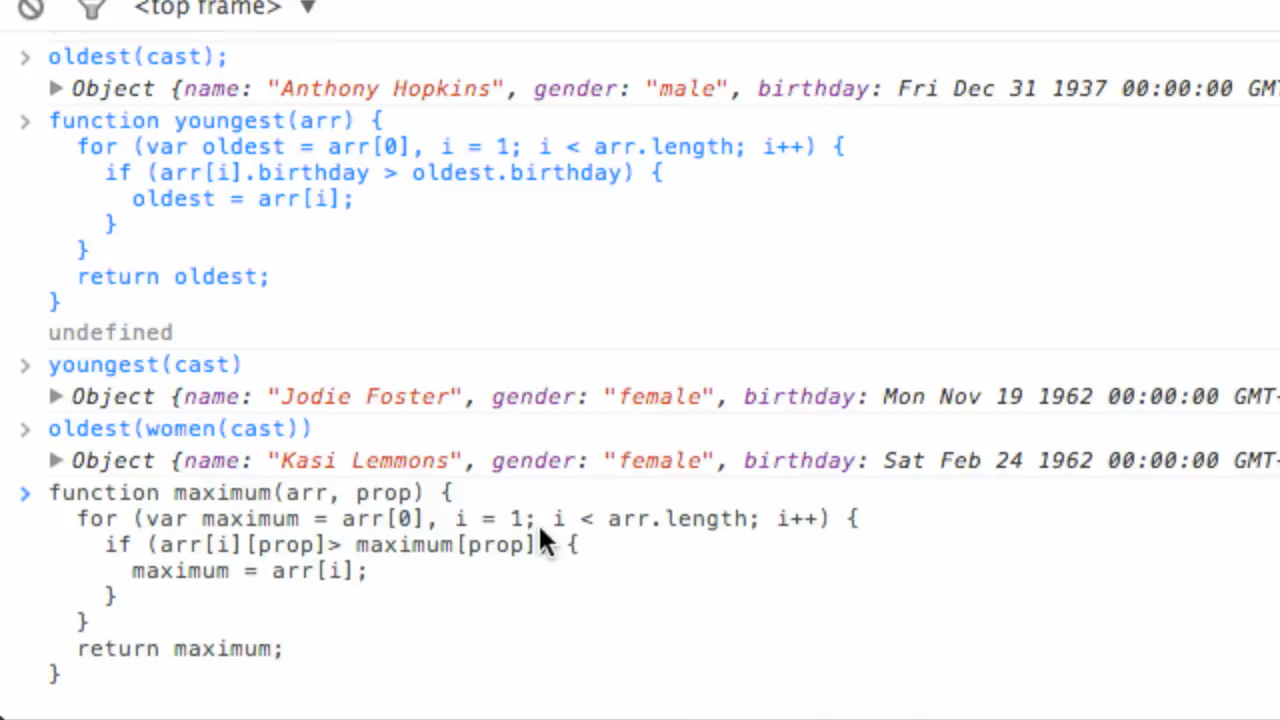 <top frame> ▼
> oldest(cast);
▶ Object {name: "Anthony Hopkins", gender: "male", birthday: Fri Dec 31 1937 00:00:00 GMT
> function youngest(arr) {
for (var oldest = arr[0], i = 1; i < arr.length; i++) {
if (arr[i].birthday > oldest.birthday) {
oldest = arr[i];
}
}
return oldest;
}
undefined
> youngest(cast)
▶ Object {name: "Jodie Foster", gender: "female", birthday: Mon Nov 19 1962 00:00:00 GMT-
> oldest(women(cast))
▶ Object {name: "Kasi Lemmons", gender: "female", birthday: Sat Feb 24 1962 00:00:00 GMT-
> function maximum(arr, prop) {
for (var maximum = arr[0], i = 1; i < arr.length; i++) {
if (arr[i][prop]> maximum[prop] {
maximum = arr[i];
}
}
return maximum;
}